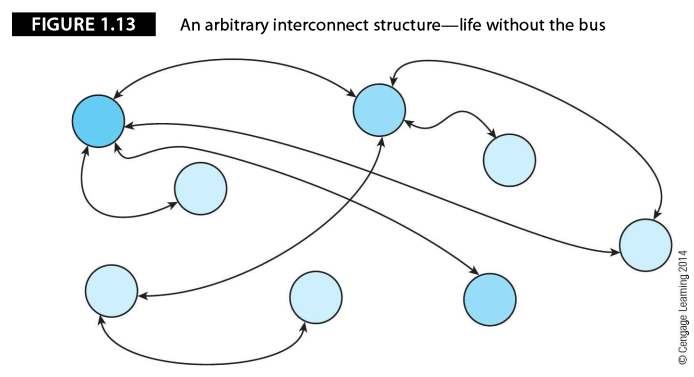 FIGURE 1.13 An arbitrary interconnect structure—life without the bus
© Cengage Learning 2014